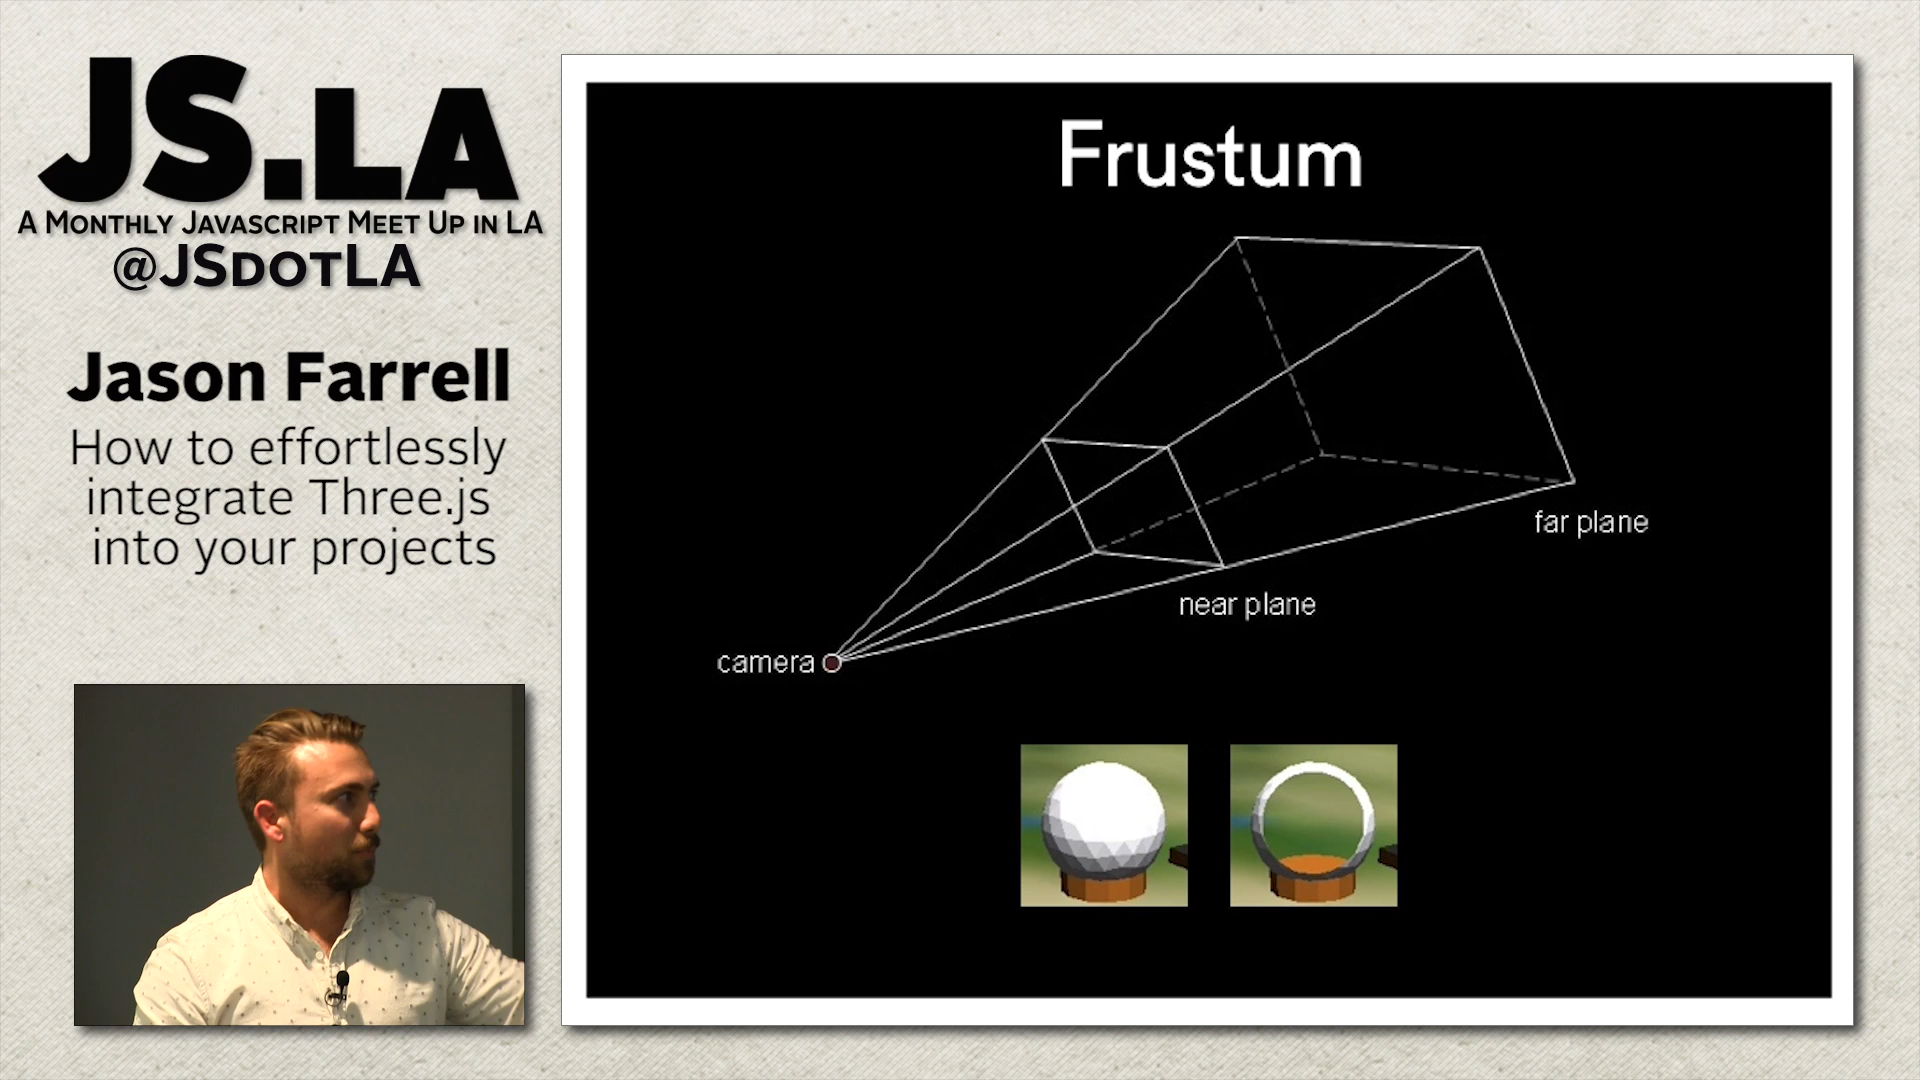 JS.LA
A Monthly Javascript Meet Up in LA
@JSdotLA
Jason Farrell
How to effortlessly
integrate Three.js
into your projects
Frustum
far plane
near plane
camera